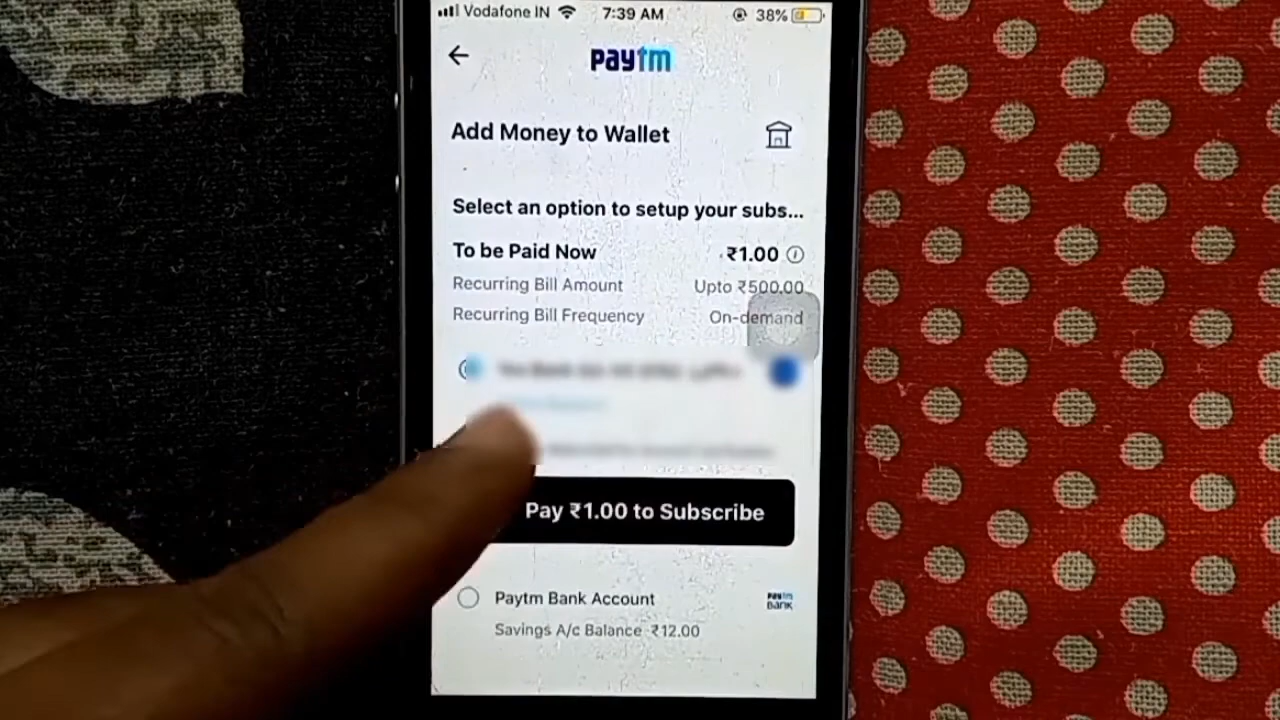 Vodafone IN 7:39 AM 38%
paytm
Add Money to Wallet
Select an option to setup your subs...
To be Paid Now ₹1.00
Recurring Bill Amount Upto ₹500.00
Recurring Bill Frequency On-demand
Pay ₹1.00 to Subscribe
Paytm Bank Account Paytm
BANK
Savings A/c Balance ₹12.00